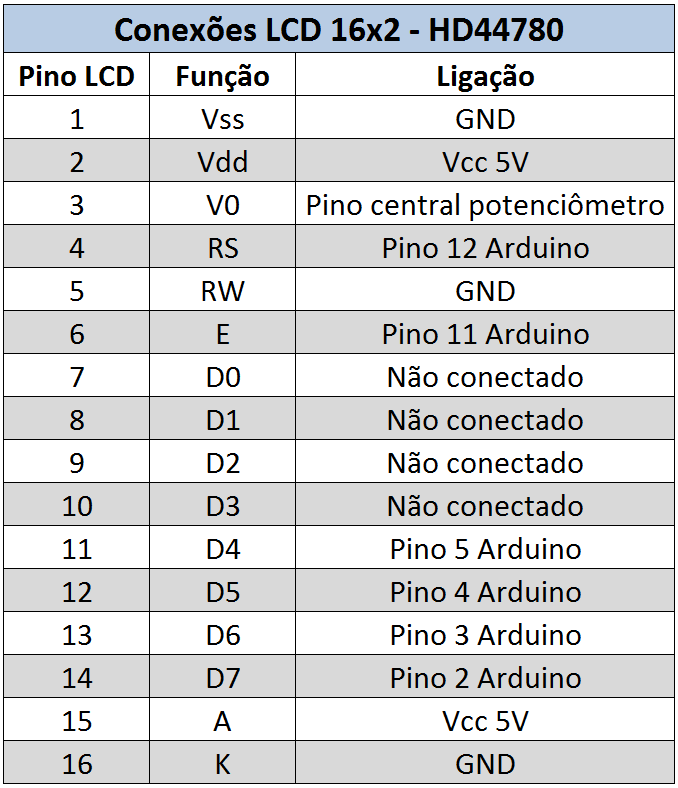 Conexões LCD 16x2 - HD44780
Pino LCD Função Ligação
1 Vss GND
2 Vdd Vcc 5V
3 V0 Pino central potenciômetro
4 RS Pino 12 Arduino
5 RW GND
6 E Pino 11 Arduino
7 D0 Não conectado
8 D1 Não conectado
9 D2 Não conectado
10 D3 Não conectado
11 D4 Pino 5 Arduino
12 D5 Pino 4 Arduino
13 D6 Pino 3 Arduino
14 D7 Pino 2 Arduino
15 A Vcc 5V
16 K GND